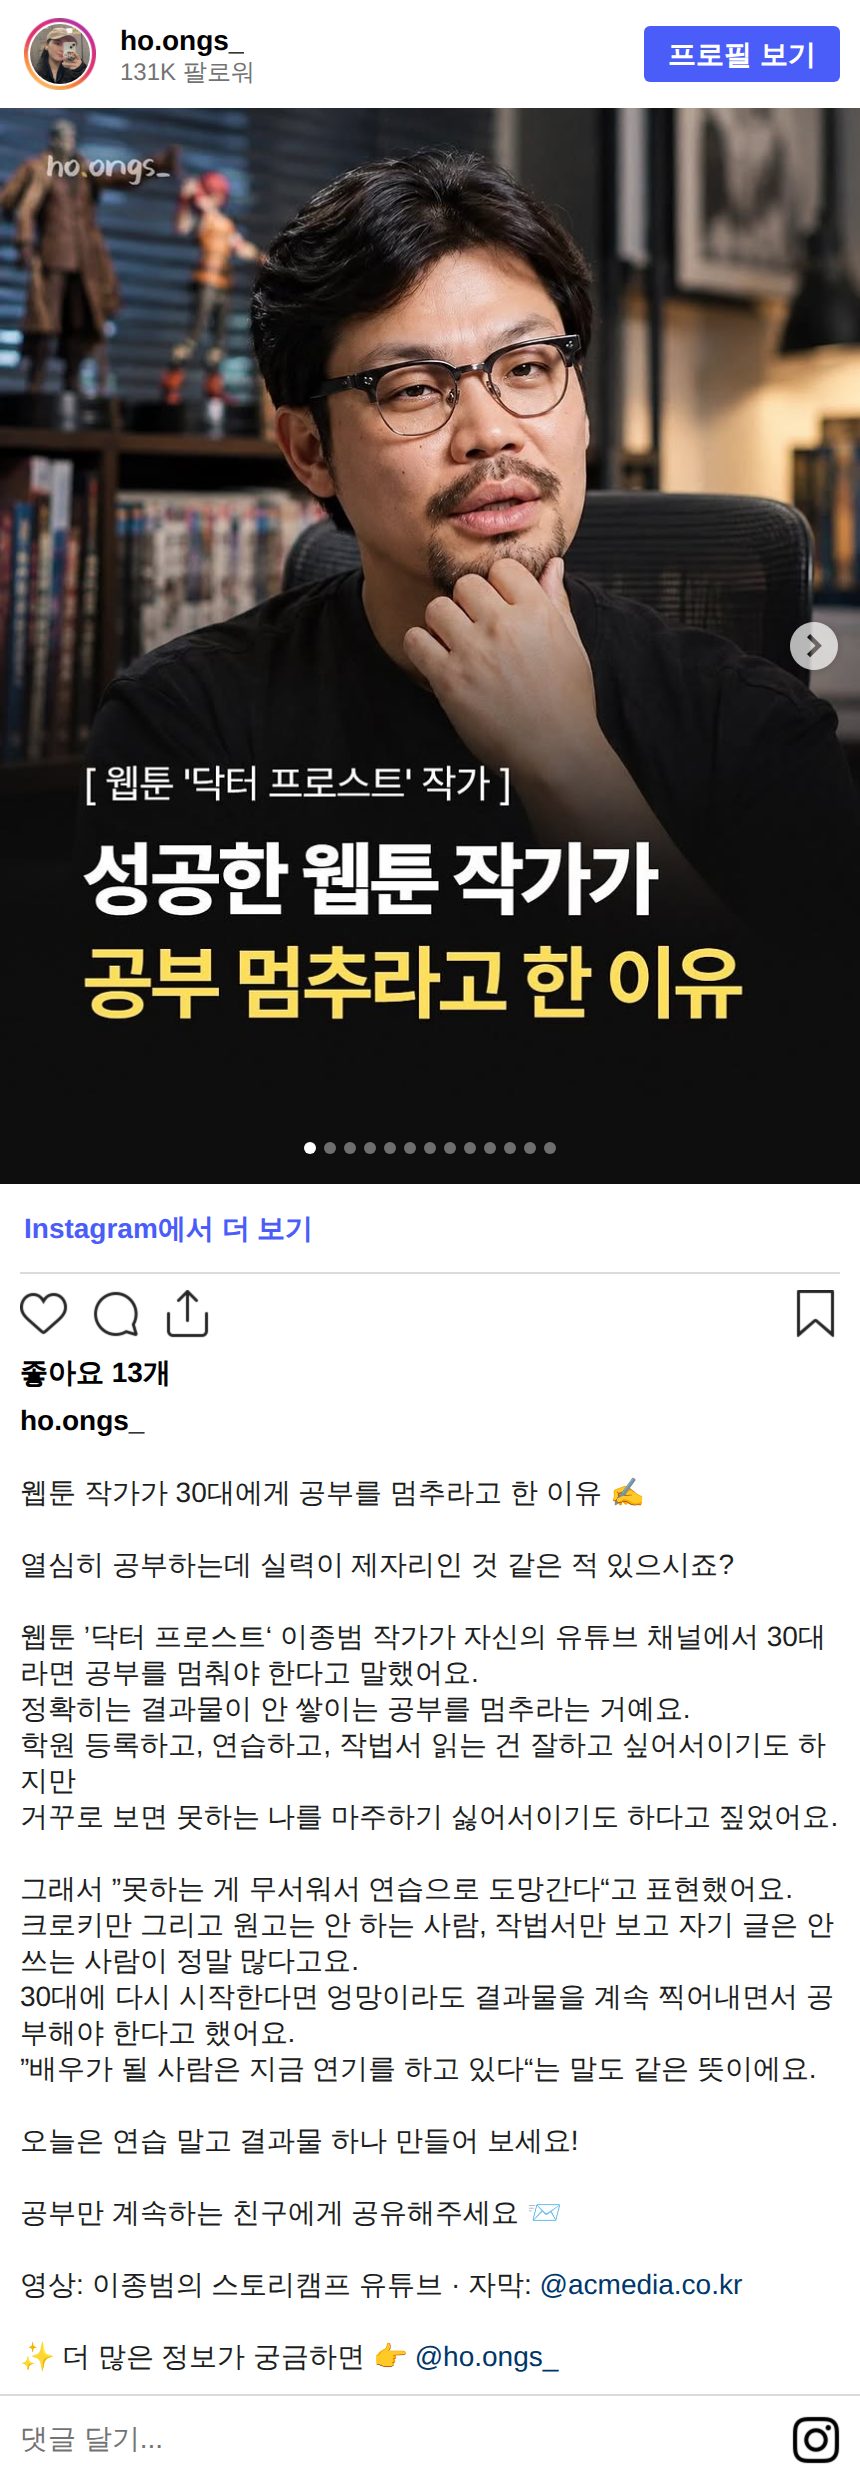 ho.ongs_
131K 팔로워
프로필 보기
ho.ongs_
[ 웹툰 '닥터 프로스트' 작가 ]
성공한 웹툰 작가가
공부 멈추라고 한 이유
Instagram에서 더 보기
좋아요 13개
ho.ongs_
웹툰 작가가 30대에게 공부를 멈추라고 한 이유 ✍️
열심히 공부하는데 실력이 제자리인 것 같은 적 있으시죠?
웹툰 ’닥터 프로스트‘ 이종범 작가가 자신의 유튜브 채널에서 30대
라면 공부를 멈춰야 한다고 말했어요.
정확히는 결과물이 안 쌓이는 공부를 멈추라는 거예요.
학원 등록하고, 연습하고, 작법서 읽는 건 잘하고 싶어서이기도 하
지만
거꾸로 보면 못하는 나를 마주하기 싫어서이기도 하다고 짚었어요.
그래서 ”못하는 게 무서워서 연습으로 도망간다“고 표현했어요.
크로키만 그리고 원고는 안 하는 사람, 작법서만 보고 자기 글은 안
쓰는 사람이 정말 많다고요.
30대에 다시 시작한다면 엉망이라도 결과물을 계속 찍어내면서 공
부해야 한다고 했어요.
”배우가 될 사람은 지금 연기를 하고 있다“는 말도 같은 뜻이에요.
오늘은 연습 말고 결과물 하나 만들어 보세요!
공부만 계속하는 친구에게 공유해주세요 📨
영상: 이종범의 스토리캠프 유튜브 · 자막: @acmedia.co.kr
✨ 더 많은 정보가 궁금하면 👉 @ho.ongs_
댓글 달기...